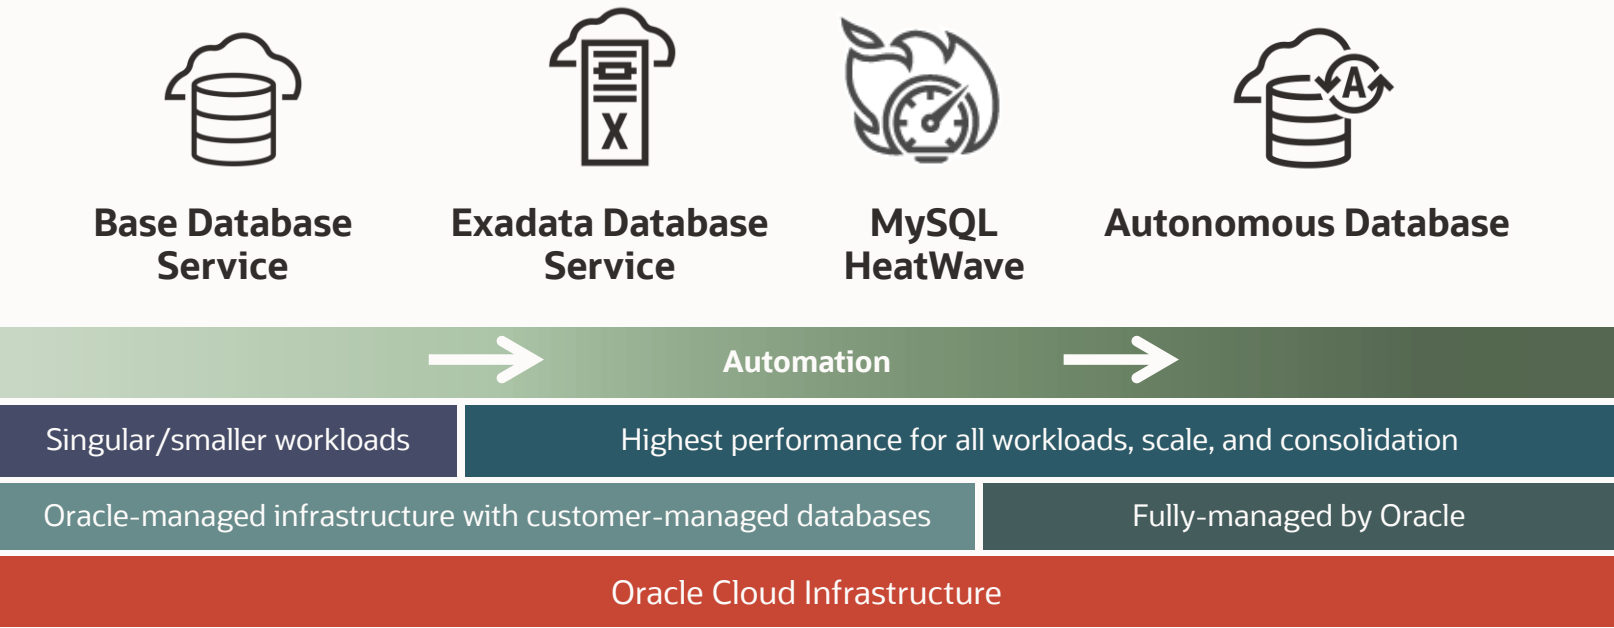 X
A
Base Database
Service
Exadata Database
Service
MySQL
HeatWave
Autonomous Database
Automation
Singular/smaller workloads
Highest performance for all workloads, scale, and consolidation
Oracle-managed infrastructure with customer-managed databases
Fully-managed by Oracle
Oracle Cloud Infrastructure